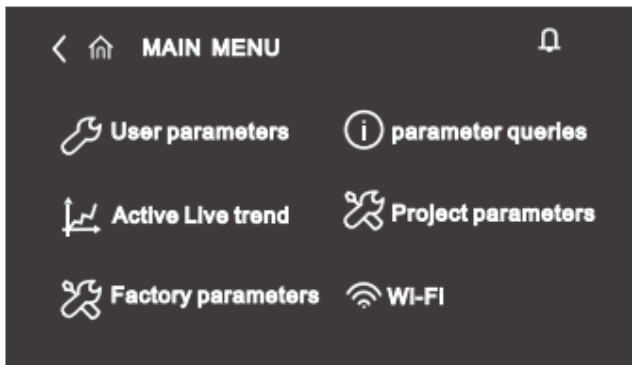 MAIN MENU
User parameters
parameter queries
Active Live trend
Project parameters
Factory parameters
Wi-Fi